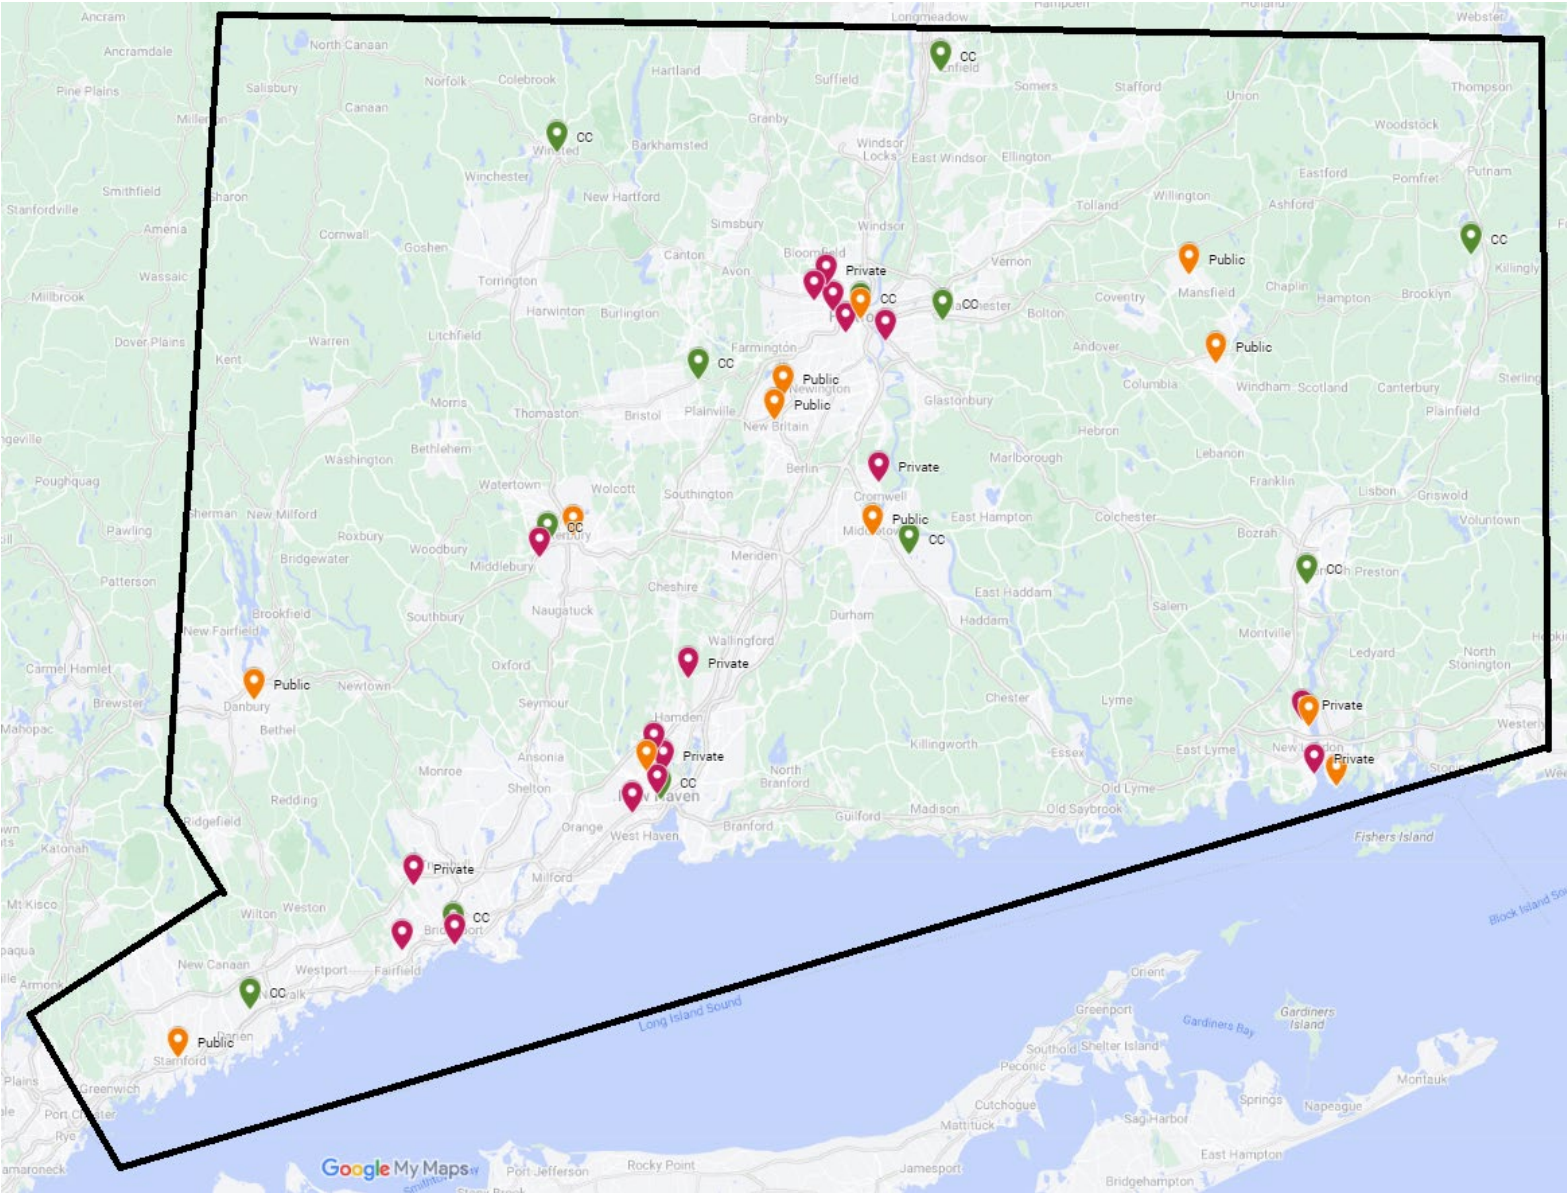 Ancram
Longmeadow
Webster
North Canaan
CC
Enfield
Ancramdale
Hartland
Suffield
Norfolk
Colebrook
Somers
Stafford
Thompson
Salisbury
Union
Pine Plains
Canaan
Granby
Woodstock
CC
Barkhamsted
Windsor Locks
East Windsor
Ellington
Winchester
Eastford
Pomfret
Putnam
Smithfield
Sharon
New Hartford
Willington
Ashford
Stanfordville
Tolland
Amenia
Cornwall
Simsbury
Windsor
Goshen
CC
Canton
Bloomfield
Vernon
Public
Wassaic
Avon
Private
Killingly
Torrington
Millbrook
Coventry
Mansfield
Chaplin
Hampton
Brooklyn
CC
CC
Harwinton
Burlington
Bolton
Litchfield
Dover Plains
Warren
Farmington
Andover
Public
Kent
CC
Public
Newington
Columbia
Windham
Scotland
Canterbury
Sterling
Morris
Public
Glastonbury
Thomaston
Bristol
Plainville
Plainfield
New Britain
Hebron
Bethlehem
Washington
Berlin
Private
Marlborough
Lebanon
Poughquag
Franklin
Watertown
Wolcott
Southington
Cromwell
Lisbon
Griswold
Sherman
New Milford
Public
East Hampton
Colchester
Voluntown
Pawling
CC
Roxbury
Bozrah
CC
Woodbury
Bridgewater
Meriden
Middlebury
CC
Preston
Patterson
Cheshire
East Haddam
Naugatuck
Salem
Brookfield
Southbury
Durham
Haddam
New Fairfield
Wallingford
Montville
Ledyard
North Stonington
Carmel Hamlet
Oxford
Private
Public
Newtown
Brewster
Danbury
Seymour
Chester
Lyme
Private
Mahopac
Bethel
Hamden
Killingworth
Essex
East Lyme
Ansonia
Private
Private
Monroe
North Branford
CC
Shelton
Old Lyme
Redding
Guilford
Madison
Old Saybrook
Ridgefield
Orange
West Haven
Branford
Fishers Island
Katonah
Private
Milford
Mt Kisco
Wilton
Weston
CC
Block Island
New Canaan
Westport
Fairfield
Armonk
CC
Orient
Long Island Sound
Greenport
Gardiners Island
Gardiners Bay
Public
Stamford
Southold
Shelter Island
Peconic
Greenwich
Montauk
Port Chester
Cutchogue
Springs
Napeague
Rye
Mattituck
Sag Harbor
East Hampton
Google My Maps
Port Jefferson
Rocky Point
Jamesport
Bridgehampton